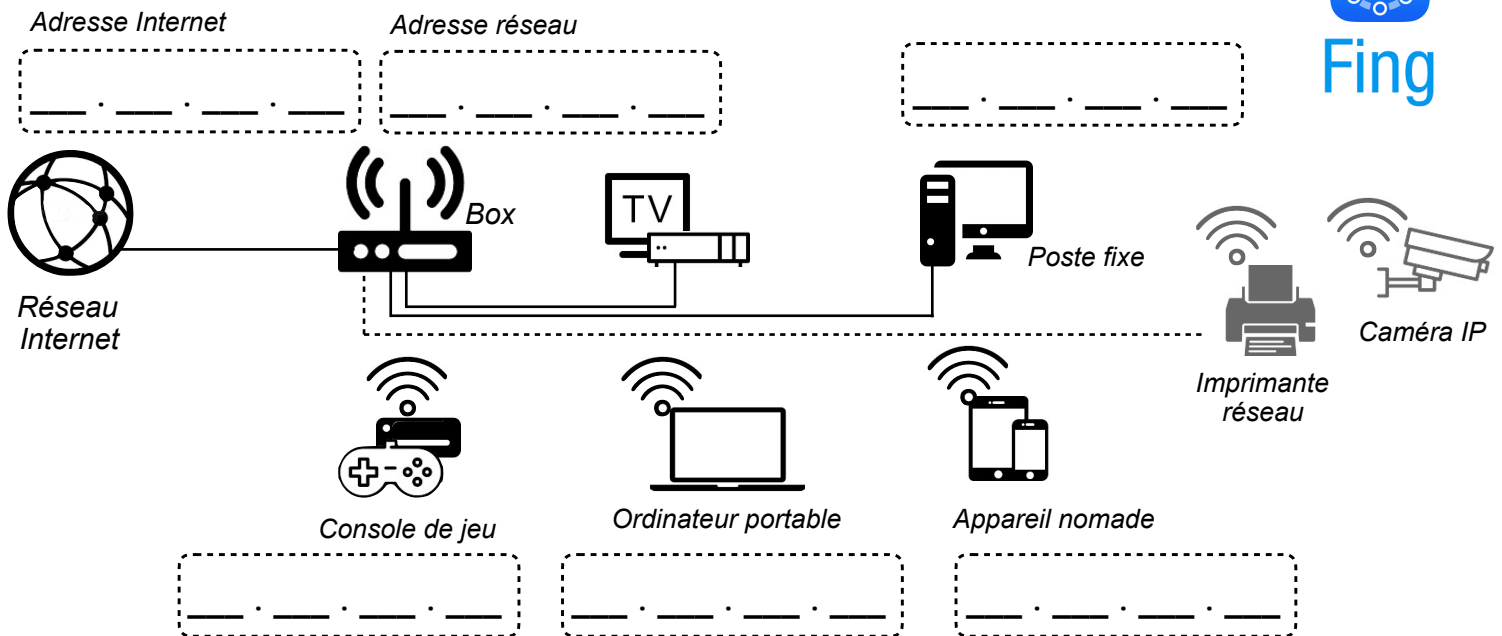 Adresse Internet
Adresse réseau
Fing
___ . ___ . ___ . ___
___ . ___ . ___ . ___
___ . ___ . ___ . ___
Box
TV
Poste fixe
Réseau
Internet
Caméra IP
Imprimante
réseau
Console de jeu
Ordinateur portable
Appareil nomade
___ . ___ . ___ . ___
___ . ___ . ___ . ___
___ . ___ . ___ . ___